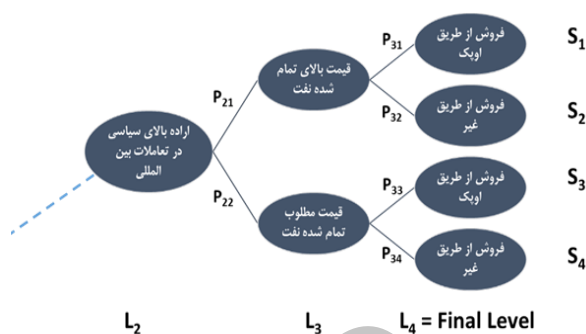 فروش از طریق
اوپک
S1
P31
قیمت بالای تمام
شده نفت
P21
P32
فروش از طریق
غیر
S2
اراده بالای سیاسی
در تعاملات بین
المللی
P22
قیمت مطلوب
تمام شده نفت
P33
فروش از طریق
اوپک
S3
P34
فروش از طریق
غیر
S4
L2
L3
L4 = Final Level